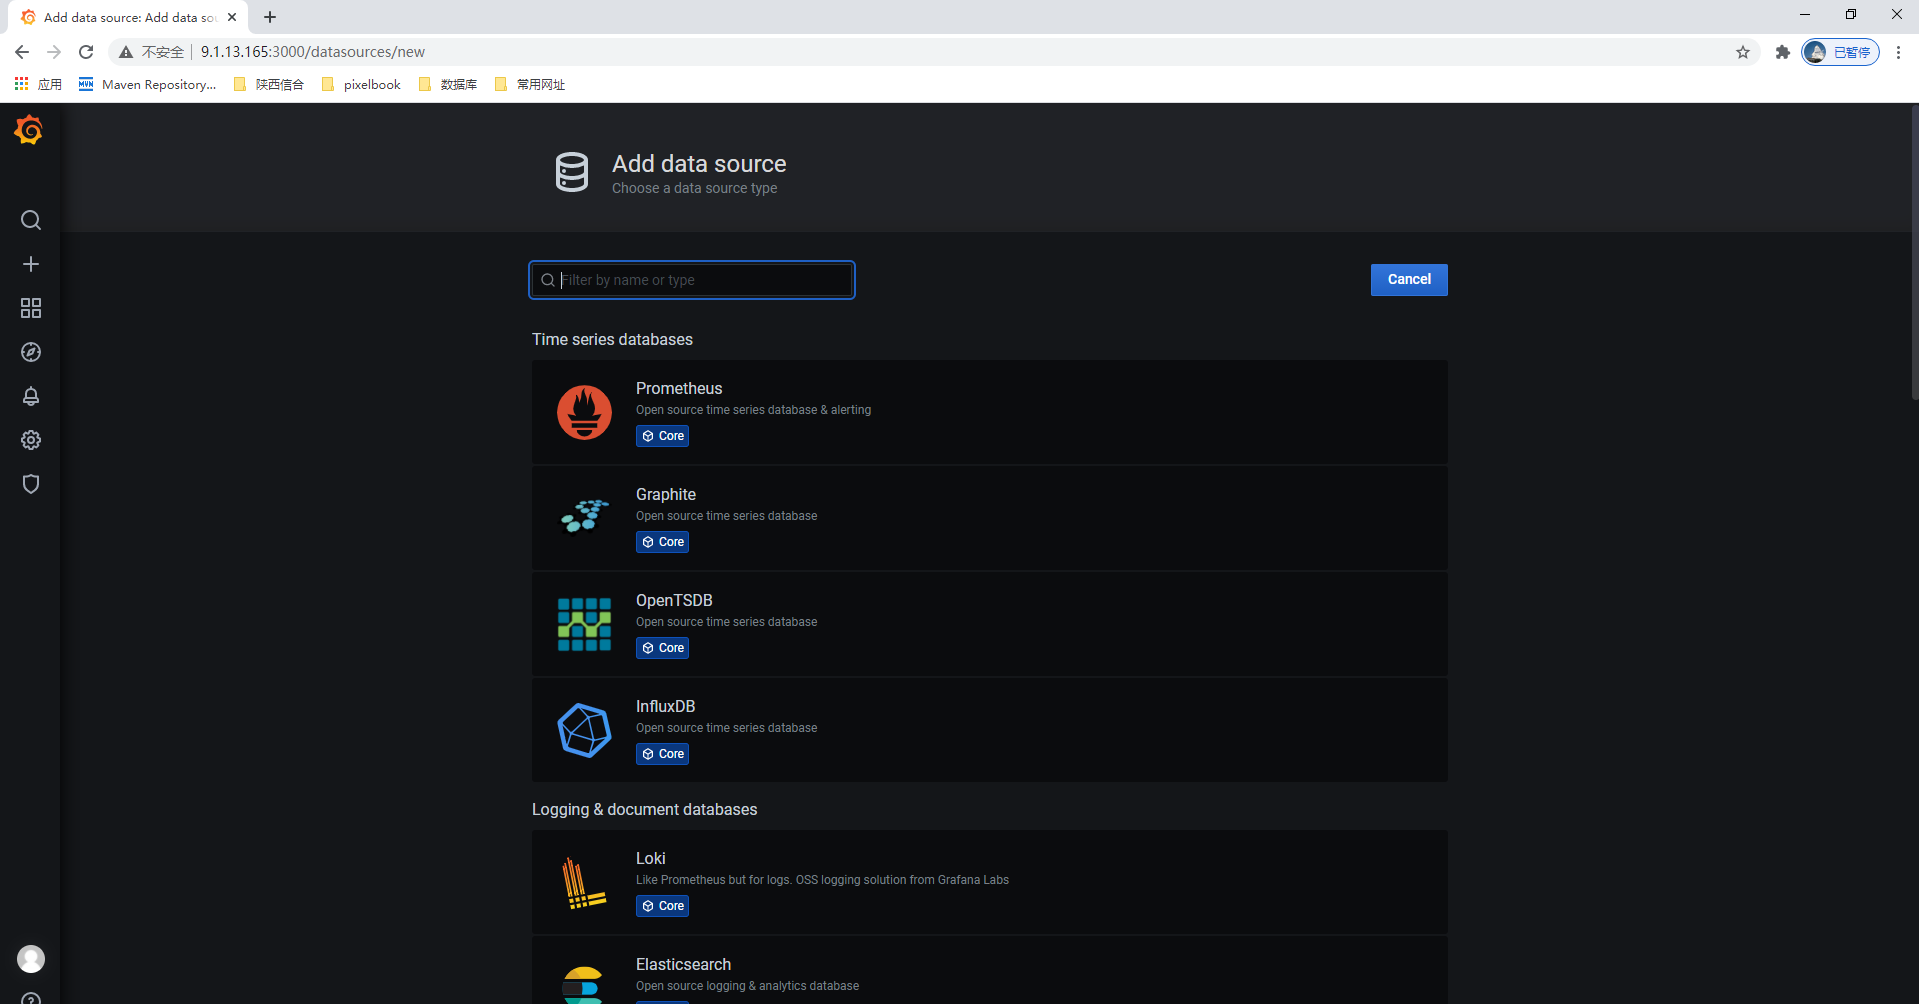 Add data source: Add data sou
不安全 9.1.13.165:3000/datasources/new 已暂停
应用 Maven Repository... 陕西信合 pixelbook 数据库 常用网址
Add data source
Choose a data source type
Filter by name or type
Cancel
Time series databases
Prometheus
Open source time series database & alerting
Core
Graphite
Open source time series database
Core
OpenTSDB
Open source time series database
Core
InfluxDB
Open source time series database
Core
Logging & document databases
Loki
Like Prometheus but for logs. OSS logging solution from Grafana Labs
Core
Elasticsearch
Open source logging & analytics database